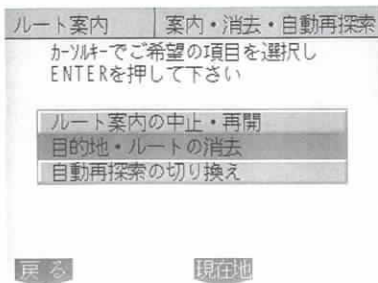 ルート案内 案内・消去・自動再探索
カーソルキーでご希望の項目を選択し
ENTERを押して下さい
ルート案内の中止・再開
目的地・ルートの消去
自動再探索の切り換え
戻る 現在地